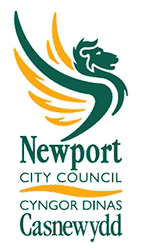 Newport
CITY COUNCIL
CYNGOR DINAS
Casnewydd